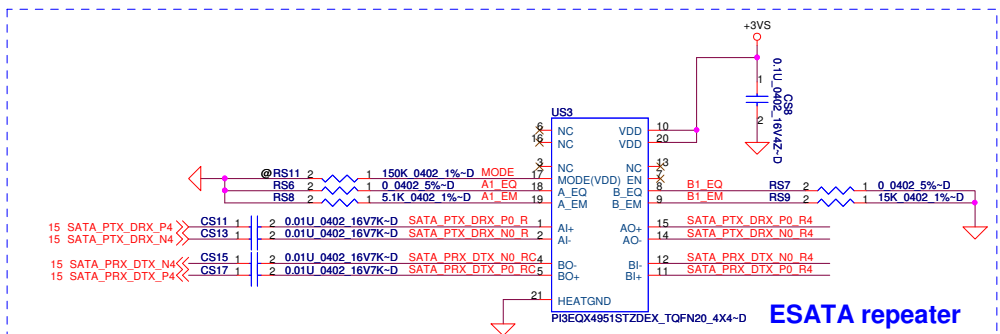 +3VS
1
0.1U_0402_16V4Z~D
CS8
2
US3
6 NC VDD 10
16 NC VDD 20
3 NC NC 13
@RS11 2 1 150K_0402_1%~D MODE 17 MODE(VDD) EN 7
RS6 2 1 0_0402_5%~D A1_EQ 18 A_EQ B_EQ 8 B1_EQ RS7 2 1 0_0402_5%~D
RS8 2 1 5.1K_0402_1%~D A1_EM 19 A_EM B_EM 9 B1_EM RS9 2 1 15K_0402_1%~D
15 SATA_PTX_DRX_P4 CS11 1 2 0.01U_0402_16V7K~D SATA_PTX_DRX_P0_R 1 AI+ AO+ 15 SATA_PTX_DRX_P0_R4
15 SATA_PTX_DRX_N4 CS13 1 2 0.01U_0402_16V7K~D SATA_PTX_DRX_N0_R 2 AI- AO- 14 SATA_PTX_DRX_N0_R4
15 SATA_PRX_DTX_N4 CS15 1 2 0.01U_0402_16V7K~D SATA_PRX_DTX_N0_RC 4 BO- BI- 12 SATA_PRX_DTX_N0_R4
15 SATA_PRX_DTX_P4 CS17 1 2 0.01U_0402_16V7K~D SATA_PRX_DTX_P0_RC 5 BO+ BI+ 11 SATA_PRX_DTX_P0_R4
21 HEATGND
PI3EQX4951STZDEX_TQFN20_4X4~D
ESATA repeater